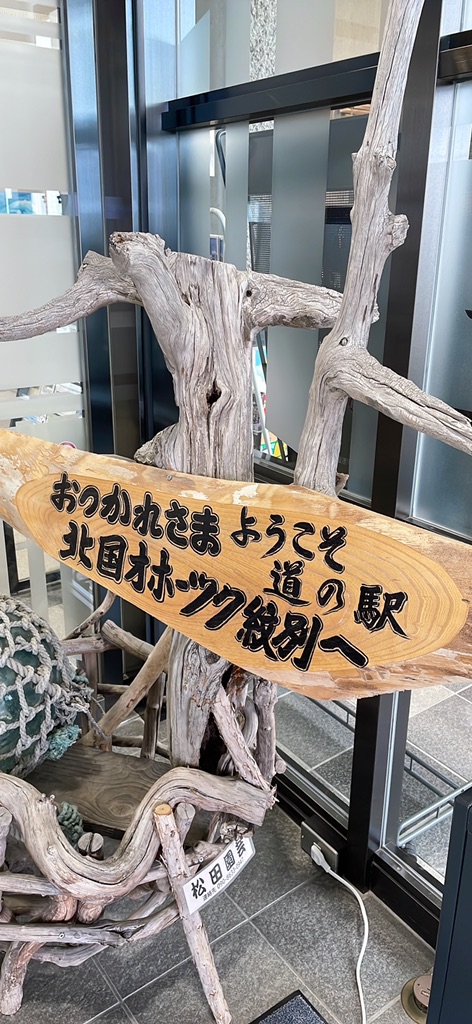 おつかれさま ようこそ
北国オホーツク紋別へ
道の駅
松田園芸